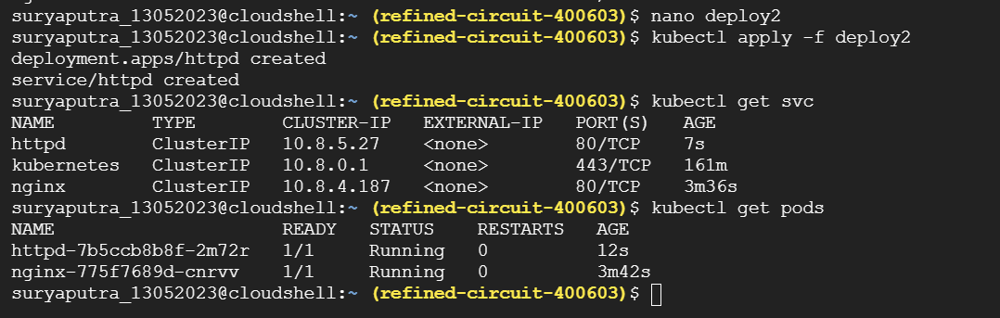 suryaputra_13052023@cloudshell:~ (refined-circuit-400603)$ nano deploy2
suryaputra_13052023@cloudshell:~ (refined-circuit-400603)$ kubectl apply -f deploy2
deployment.apps/httpd created
service/httpd created
suryaputra_13052023@cloudshell:~ (refined-circuit-400603)$ kubectl get svc
NAME         TYPE        CLUSTER-IP   EXTERNAL-IP   PORT(S)   AGE
httpd        ClusterIP   10.8.5.27    <none>        80/TCP    7s
kubernetes   ClusterIP   10.8.0.1     <none>        443/TCP   161m
nginx        ClusterIP   10.8.4.187   <none>        80/TCP    3m36s
suryaputra_13052023@cloudshell:~ (refined-circuit-400603)$ kubectl get pods
NAME                     READY   STATUS    RESTARTS   AGE
httpd-7b5ccb8b8f-2m72r   1/1     Running   0          12s
nginx-775f7689d-cnrvv    1/1     Running   0          3m42s
suryaputra_13052023@cloudshell:~ (refined-circuit-400603)$